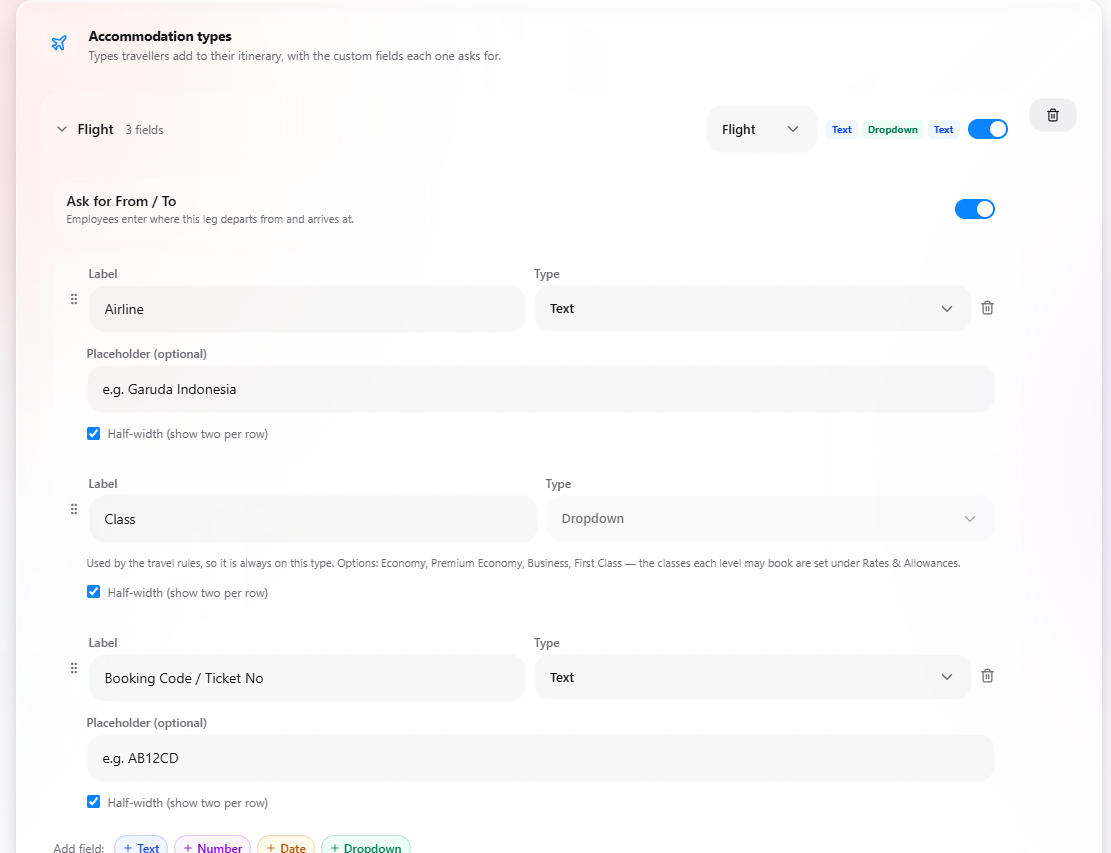 Accommodation types
Types travellers add to their itinerary, with the custom fields each one asks for.
Flight 3 fields Flight Text Dropdown Text
Ask for From / To
Employees enter where this leg departs from and arrives at.
Label Type
Airline Text
Placeholder (optional)
e.g. Garuda Indonesia
Half-width (show two per row)
Label Type
Class Dropdown
Used by the travel rules, so it is always on this type. Options: Economy, Premium Economy, Business, First Class — the classes each level may book are set under Rates & Allowances.
Half-width (show two per row)
Label Type
Booking Code / Ticket No Text
Placeholder (optional)
e.g. AB12CD
Half-width (show two per row)
Add field: + Text + Number + Date + Dropdown